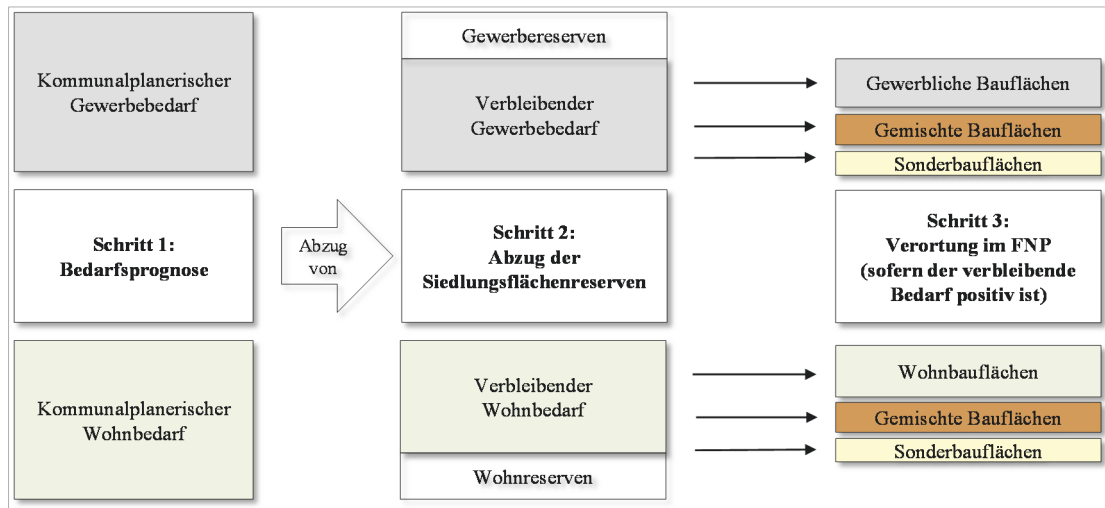 Kommunalplanerischer
Gewerbebedarf
Gewerbereserven
Verbleibender
Gewerbebedarf
Gewerbliche Bauflächen
Gemischte Bauflächen
Sonderbauflächen
Schritt 1:
Bedarfsprognose
Abzug
von
Schritt 2:
Abzug der
Siedlungsflächenreserven
Schritt 3:
Verortung im FNP
(sofern der verbleibende
Bedarf positiv ist)
Kommunalplanerischer
Wohnbedarf
Verbleibender
Wohnbedarf
Wohnreserven
Wohnbauflächen
Gemischte Bauflächen
Sonderbauflächen